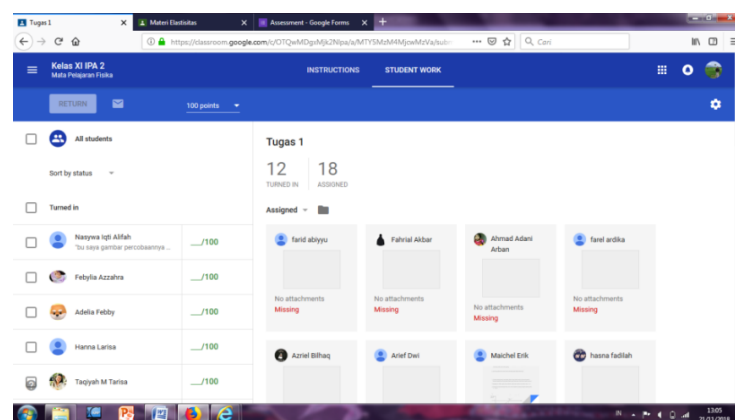 Tugas 1
Materi Elastisitas
Assessment - Google Forms
https://classroom.google.com/c/
Cari
Kelas XI IPA 2
Mata Pelajaran Fisika
INSTRUCTIONS
STUDENT WORK
RETURN
100 points
All students
Sort by status
Turned in
Nasywa Iqti Alifah
"bu saya gambar percobaannya ...
__/100
Febylia Azzahra
__/100
Adelia Febby
__/100
Hanna Larisa
__/100
Taqiyah M Tarisa
__/100
Tugas 1
12
18
TURNED IN
ASSIGNED
Assigned
farid abiyyu
Fahrial Akbar
Ahmad Adani
Arban
farel ardika
No attachments
Missing
No attachments
Missing
No attachments
Missing
No attachments
Missing
Azriel Bilhaq
Arief Dwi
Maichel Erik
hasna fadilah
IN
13:05
21/11/2018